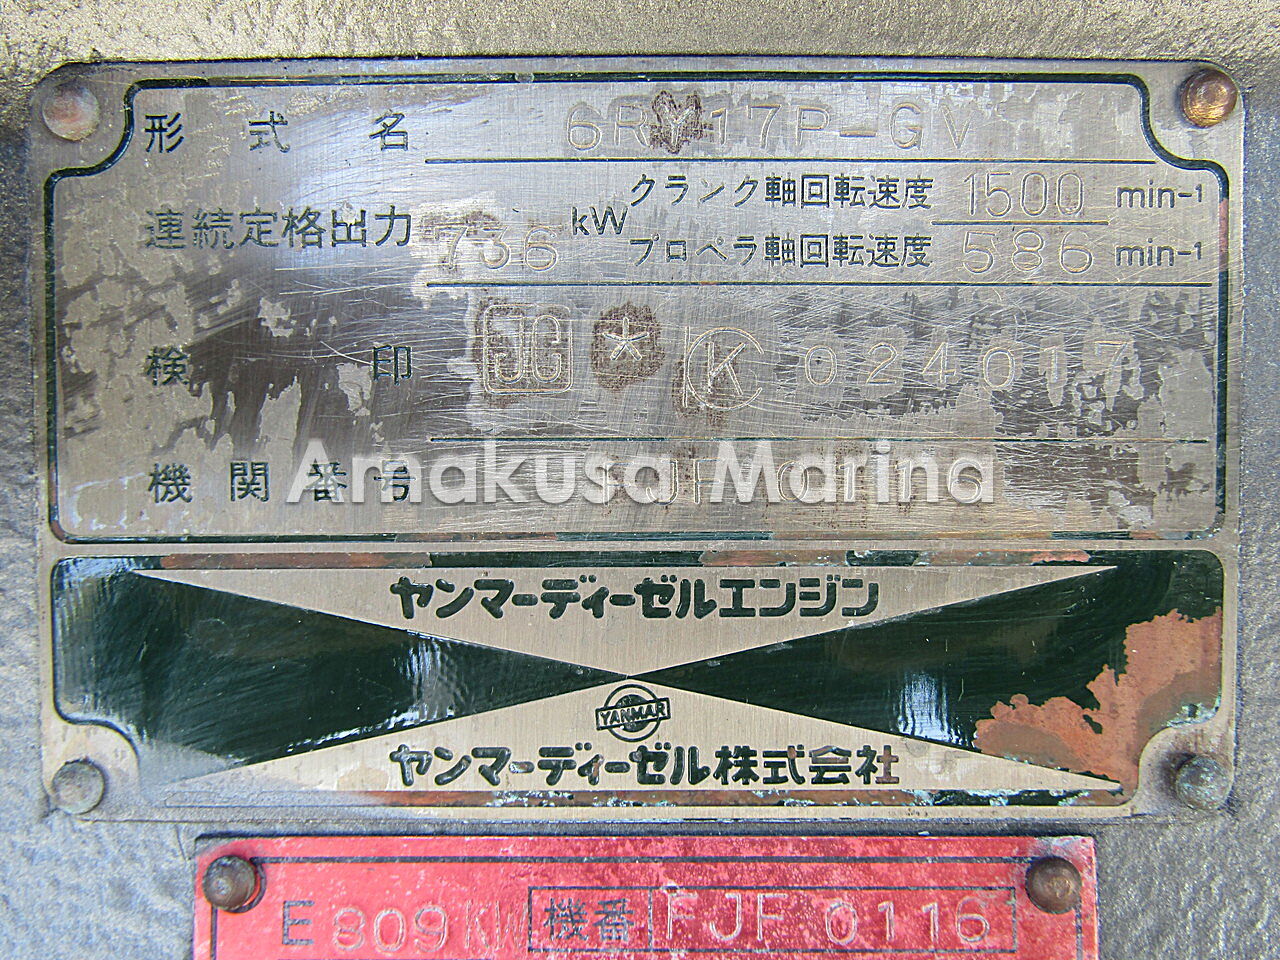 形式名 6RY17P-GV
連続定格出力 736 kW クランク軸回転速度 1500 min-1
プロペラ軸回転速度 586 min-1
検印 JG * K 024017
機関番号 FJF0116
Amakusa Marina
ヤンマーディーゼルエンジン
YANMAR
ヤンマーディーゼル株式会社
E 809KW 機番 FJF 0116